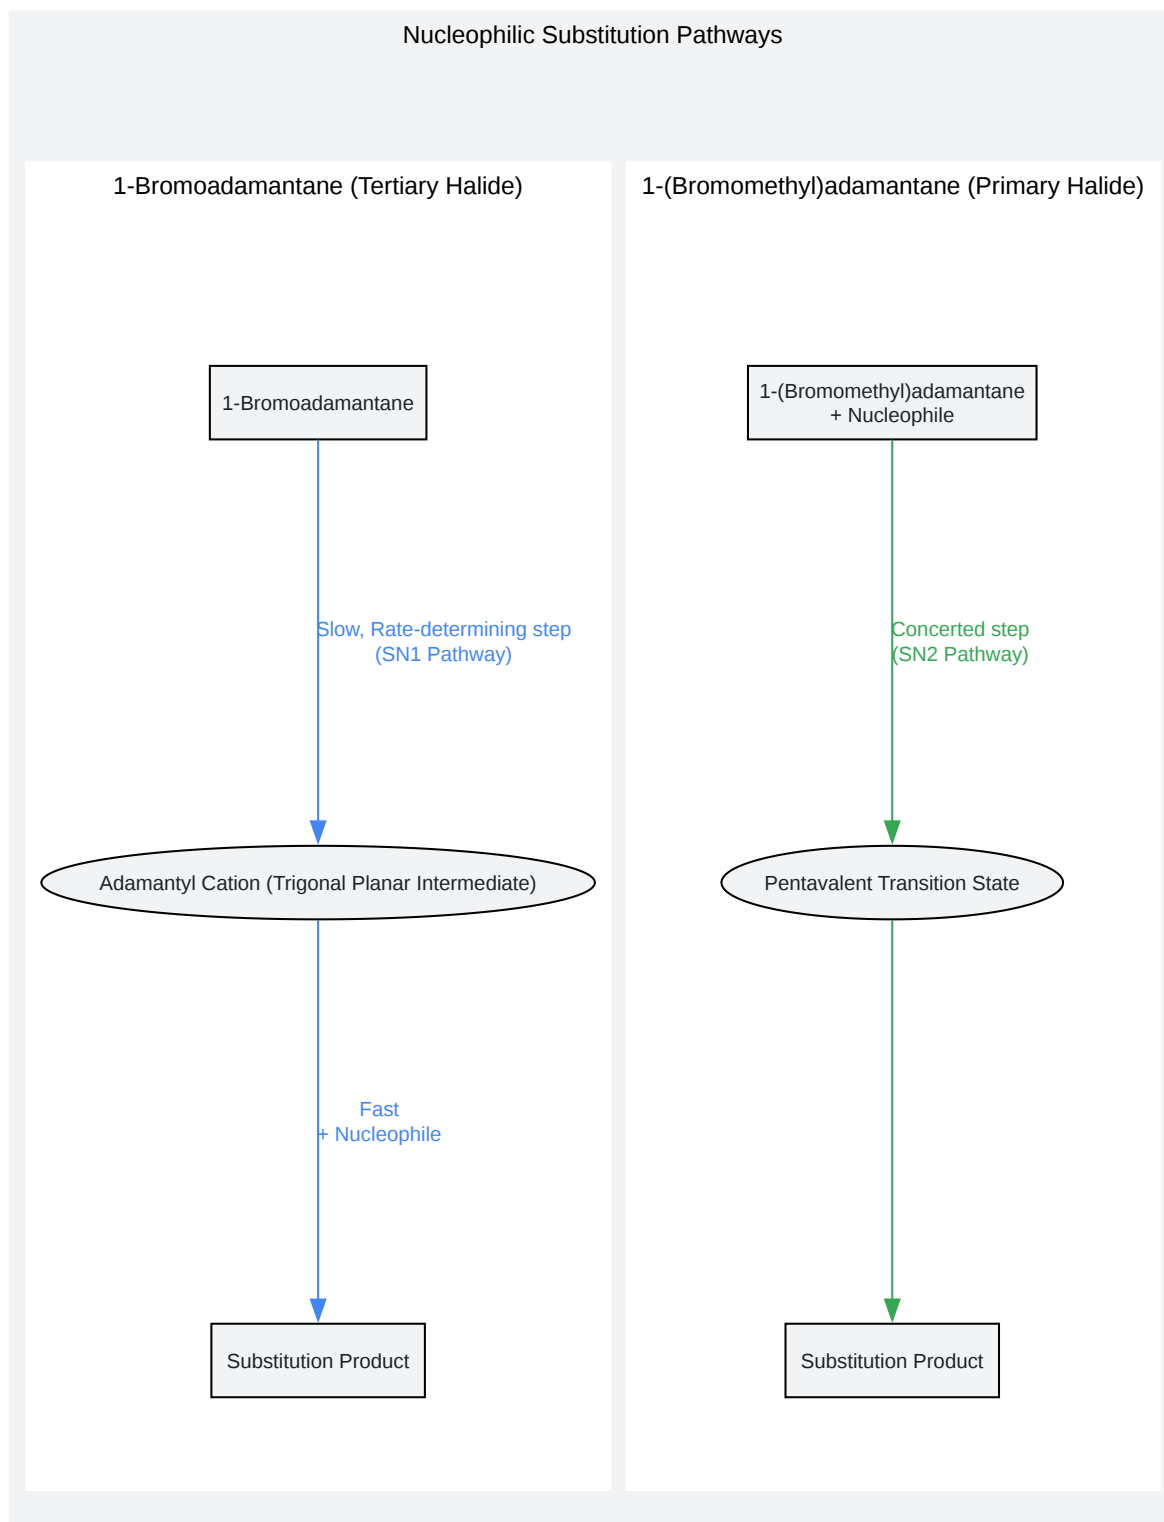 Nucleophilic Substitution Pathways
1-Bromoadamantane (Tertiary Halide)
1-Bromoadamantane
Slow, Rate-determining step
(SN1 Pathway)
Adamantyl Cation (Trigonal Planar Intermediate)
Fast
+ Nucleophile
Substitution Product
1-(Bromomethyl)adamantane (Primary Halide)
1-(Bromomethyl)adamantane
+ Nucleophile
Concerted step
(SN2 Pathway)
Pentavalent Transition State
Substitution Product